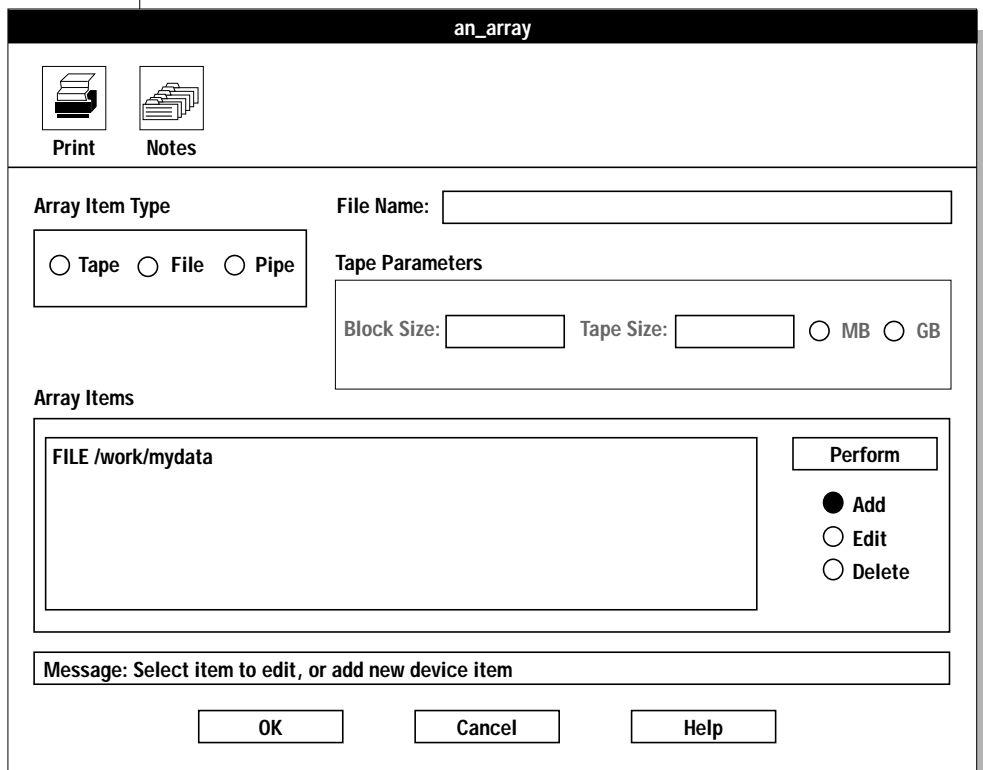 an_array
Print Notes
Array Item Type
Tape File Pipe
File Name:
Tape Parameters
Block Size: Tape Size: MB GB
Array Items
FILE /work/mydata
Perform
Add
Edit
Delete
Message: Select item to edit, or add new device item
OK Cancel Help